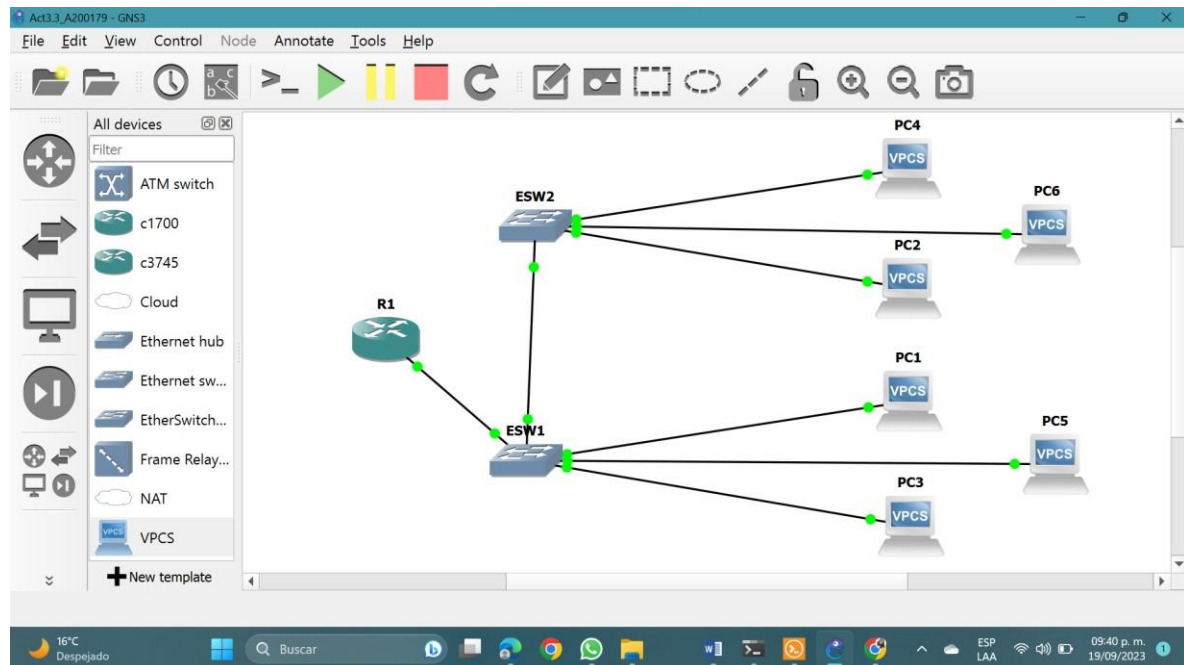 Act3.3_A200179 - GNS3
File Edit View Control Node Annotate Tools Help
All devices
Filter
ATM switch
c1700
c3745
Cloud
Ethernet hub
Ethernet sw...
EtherSwitch...
Frame Relay...
NAT
VPCS
New template
PC4
VPCS
ESW2
PC6
VPCS
PC2
VPCS
R1
PC1
VPCS
ESW1
PC5
VPCS
PC3
VPCS
16°C
Despejado
Buscar
ESP
LAA
09:40 p. m.
19/09/2023
1